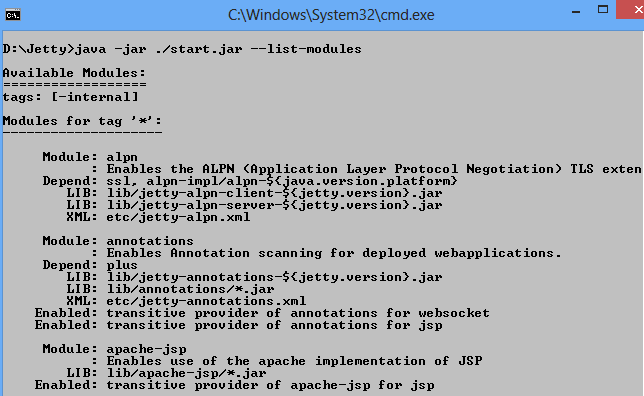 C:\Windows\System32\cmd.exe
D:\Jetty>java -jar ./start.jar --list-modules
Available Modules:
==================
tags: [-internal]
Modules for tag '*':
--------------------
Module: alpn
: Enables the ALPN (Application Layer Protocol Negotiation) TLS exten
Depend: ssl, alpn-impl/alpn-${java.version.platform}
LIB: lib/jetty-alpn-client-${jetty.version}.jar
LIB: lib/jetty-alpn-server-${jetty.version}.jar
XML: etc/jetty-alpn.xml
Module: annotations
: Enables Annotation scanning for deployed webapplications.
Depend: plus
LIB: lib/jetty-annotations-${jetty.version}.jar
LIB: lib/annotations/*.jar
XML: etc/jetty-annotations.xml
Enabled: transitive provider of annotations for websocket
Enabled: transitive provider of annotations for jsp
Module: apache-jsp
: Enables use of the apache implementation of JSP
LIB: lib/apache-jsp/*.jar
Enabled: transitive provider of apache-jsp for jsp